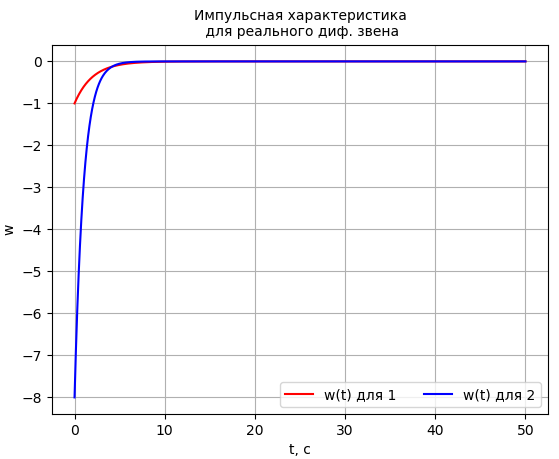 Импульсная характеристика
для реального диф. звена
0
−1
−2
−3
−4
−5
−6
−7
−8
w
w(t) для 1
w(t) для 2
0
10
20
30
40
50
t, с